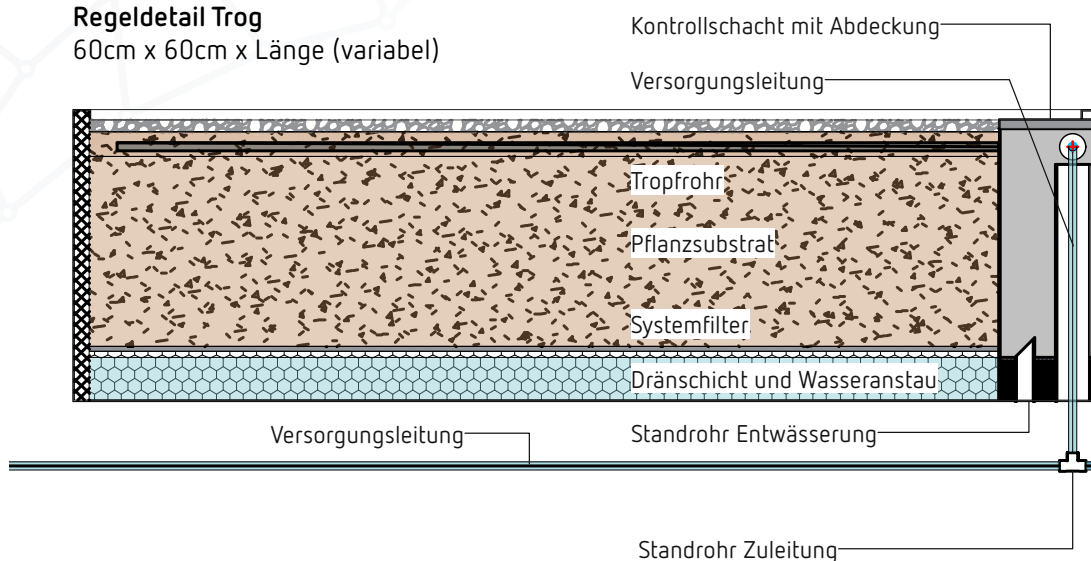 Regeldetail Trog
60cm x 60cm x Länge (variabel)
Kontrollschacht mit Abdeckung
Versorgungsleitung
Tropfrohr
Pflanzsubstrat
Systemfilter
Dränschicht und Wasseranstau
Versorgungsleitung
Standrohr Entwässerung
Standrohr Zuleitung